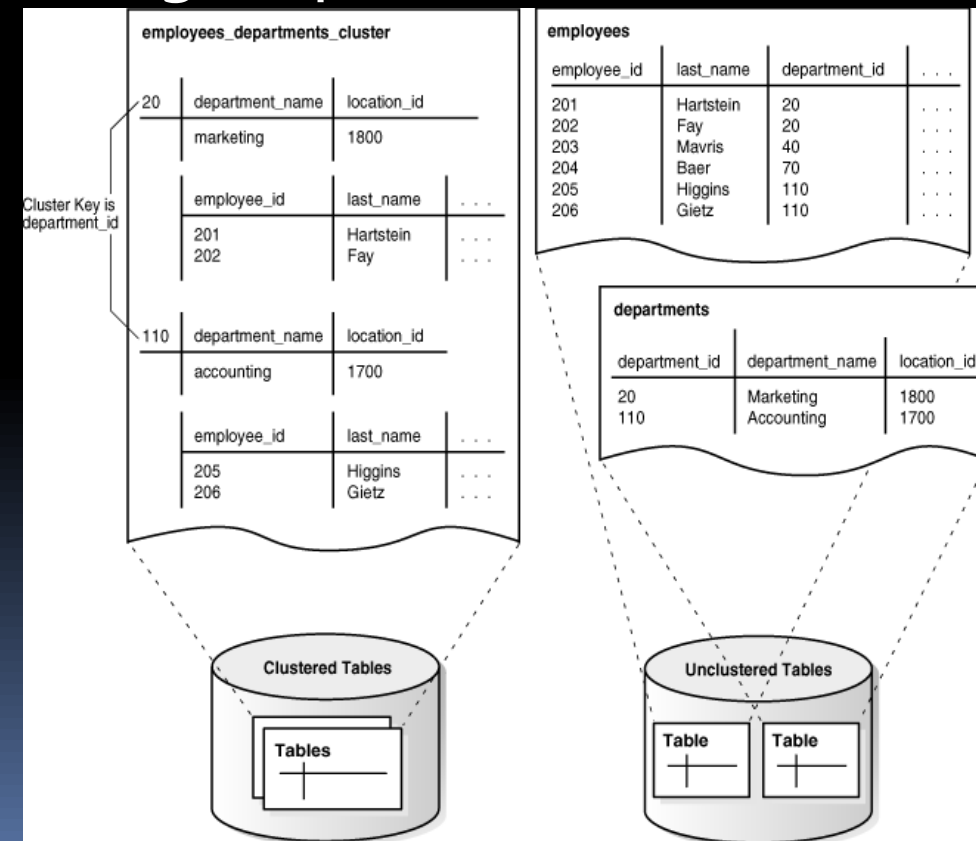 employees_departments_cluster
20 department_name location_id
marketing 1800
employee_id last_name . . .
201 Hartstein . . .
202 Fay . . .
Cluster Key is
department_id
110 department_name location_id
accounting 1700
employee_id last_name . . .
205 Higgins . . .
206 Gietz . . .
Clustered Tables
Tables
employees
employee_id last_name department_id . . .
201 Hartstein 20 . . .
202 Fay 20 . . .
203 Mavris 40 . . .
204 Baer 70 . . .
205 Higgins 110 . . .
206 Gietz 110 . . .
departments
department_id department_name location_id
20 Marketing 1800
110 Accounting 1700
Unclustered Tables
Table Table